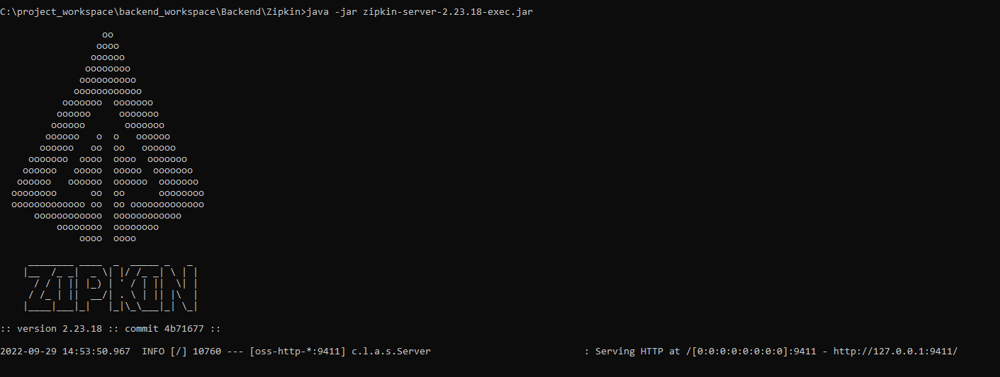 C:\project_workspace\backend_workspace\Backend\Zipkin>java -jar zipkin-server-2.23.18-exec.jar
                  oo
                 oooo
                oooooo
               oooooooo
              oooooooooo
             oooooooooooo
           ooooooo  ooooooo
          oooooo     ooooooo
         oooooo       ooooooo
        oooooo   o  o   oooooo
       oooooo   oo  oo   oooooo
     ooooooo  oooo  oooo  ooooooo
    oooooo   ooooo  ooooo  ooooooo
   oooooo   oooooo  oooooo  ooooooo
  oooooooo      oo  oo      oooooooo
  ooooooooooooo oo  oo ooooooooooooo
      oooooooooooo  oooooooooooo
          oooooooo  oooooooo
              oooo  oooo
     ________ ____  _  _____ _   _
    |__  /_ _|  _ \| |/ /_ _| \ | |
      / / | || |_) | ' / | ||  \| |
     / /_ | ||  __/| . \ | || |\  |
    |____|___|_|   |_|\_\___|_| \_|
:: version 2.23.18 :: commit 4b71677 ::
2022-09-29 14:53:50.967  INFO [/] 10760 --- [oss-http-*:9411] c.l.a.s.Server                           : Serving HTTP at /[0:0:0:0:0:0:0:0]:9411 - http://127.0.0.1:9411/